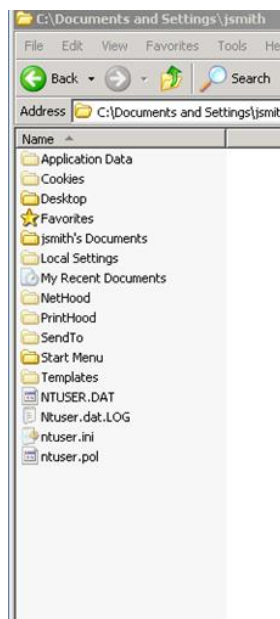 C:\Documents and Settings\jsmith
File Edit View Favorites Tools He
Back Search
Address C:\Documents and Settings\jsmit
Name
Application Data
Cookies
Desktop
Favorites
jsmith's Documents
Local Settings
My Recent Documents
NetHood
PrintHood
SendTo
Start Menu
Templates
NTUSER.DAT
Ntuser.dat.LOG
ntuser.ini
ntuser.pol